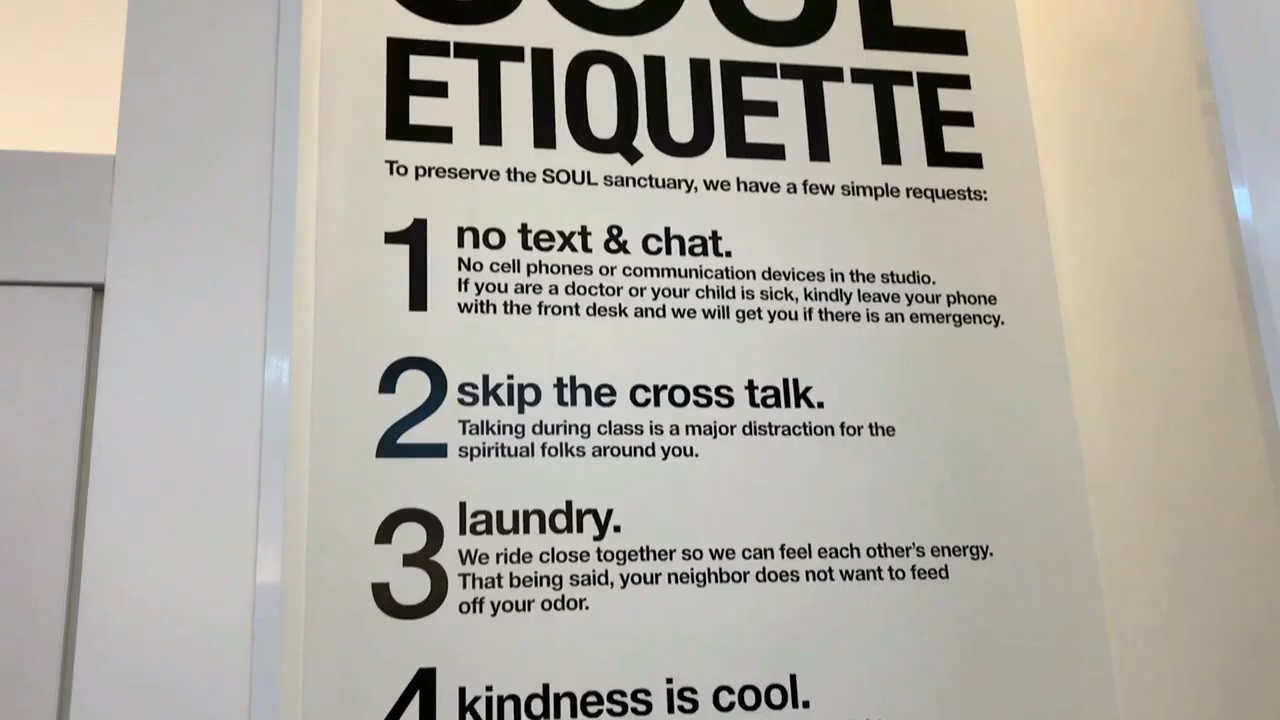 SOUL
ETIQUETTE
To preserve the SOUL sanctuary, we have a few simple requests:
1 no text & chat.
No cell phones or communication devices in the studio.
If you are a doctor or your child is sick, kindly leave your phone
with the front desk and we will get you if there is an emergency.
2 skip the cross talk.
Talking during class is a major distraction for the
spiritual folks around you.
3 laundry.
We ride close together so we can feel each other's energy.
That being said, your neighbor does not want to feed
off your odor.
4 kindness is cool.